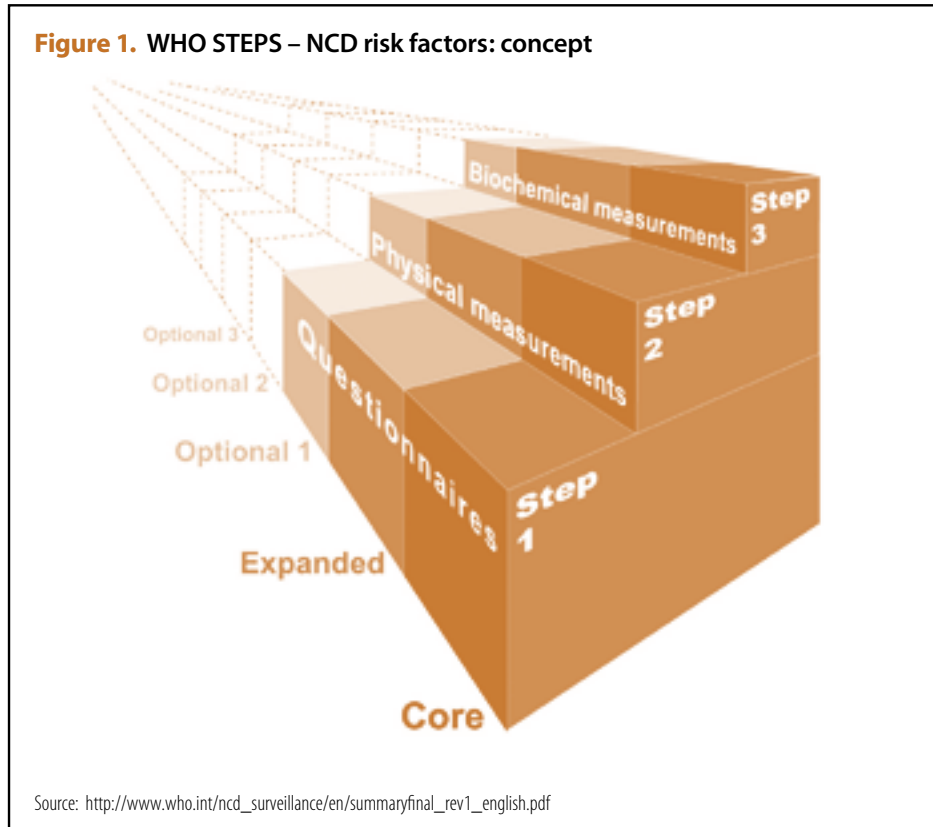 Figure 1. WHO STEPS – NCD risk factors: concept
Biochemical measurements
Step
3
Physical measurements
Step
2
Questionnaires
Step
1
Optional 3
Optional 2
Optional 1
Expanded
Core
Source: http://www.who.int/ncd_surveillance/en/summaryfinal_rev1_english.pdf